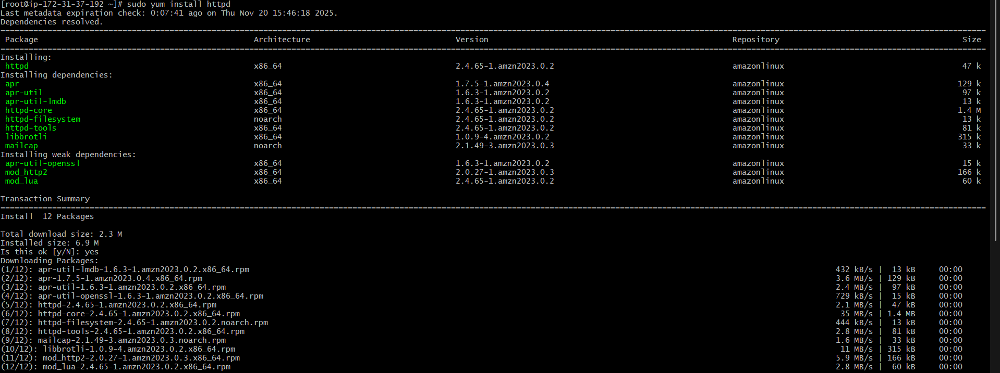 [root@ip-172-31-37-192 ~]# sudo yum install httpd
Last metadata expiration check: 0:07:41 ago on Thu Nov 20 15:46:18 2025.
Dependencies resolved.
================================================================================
 Package Architecture Version Repository Size
================================================================================
Installing:
 httpd x86_64 2.4.65-1.amzn2023.0.2 amazonlinux 47 k
Installing dependencies:
 apr x86_64 1.7.5-1.amzn2023.0.4 amazonlinux 129 k
 apr-util x86_64 1.6.3-1.amzn2023.0.2 amazonlinux 97 k
 apr-util-lmdb x86_64 1.6.3-1.amzn2023.0.2 amazonlinux 13 k
 httpd-core x86_64 2.4.65-1.amzn2023.0.2 amazonlinux 1.4 M
 httpd-filesystem noarch 2.4.65-1.amzn2023.0.2 amazonlinux 13 k
 httpd-tools x86_64 2.4.65-1.amzn2023.0.2 amazonlinux 81 k
 libbrotli x86_64 1.0.9-4.amzn2023.0.2 amazonlinux 315 k
 mailcap noarch 2.1.49-3.amzn2023.0.3 amazonlinux 33 k
Installing weak dependencies:
 apr-util-openssl x86_64 1.6.3-1.amzn2023.0.2 amazonlinux 15 k
 mod_http2 x86_64 2.0.27-1.amzn2023.0.3 amazonlinux 166 k
 mod_lua x86_64 2.4.65-1.amzn2023.0.2 amazonlinux 60 k
Transaction Summary
================================================================================
Install  12 Packages
Total download size: 2.3 M
Installed size: 6.9 M
Is this ok [y/N]: yes
Downloading Packages:
(1/12): apr-util-lmdb-1.6.3-1.amzn2023.0.2.x86_64.rpm 432 kB/s |  13 kB 00:00
(2/12): apr-1.7.5-1.amzn2023.0.4.x86_64.rpm 3.6 MB/s | 129 kB 00:00
(3/12): apr-util-1.6.3-1.amzn2023.0.2.x86_64.rpm 2.4 MB/s |  97 kB 00:00
(4/12): apr-util-openssl-1.6.3-1.amzn2023.0.2.x86_64.rpm 729 kB/s |  15 kB 00:00
(5/12): httpd-2.4.65-1.amzn2023.0.2.x86_64.rpm 2.1 MB/s |  47 kB 00:00
(6/12): httpd-core-2.4.65-1.amzn2023.0.2.x86_64.rpm 35 MB/s | 1.4 MB 00:00
(7/12): httpd-filesystem-2.4.65-1.amzn2023.0.2.noarch.rpm 444 kB/s |  13 kB 00:00
(8/12): httpd-tools-2.4.65-1.amzn2023.0.2.x86_64.rpm 2.8 MB/s |  81 kB 00:00
(9/12): mailcap-2.1.49-3.amzn2023.0.3.noarch.rpm 1.6 MB/s |  33 kB 00:00
(10/12): libbrotli-1.0.9-4.amzn2023.0.2.x86_64.rpm 11 MB/s | 315 kB 00:00
(11/12): mod_http2-2.0.27-1.amzn2023.0.3.x86_64.rpm 5.9 MB/s | 166 kB 00:00
(12/12): mod_lua-2.4.65-1.amzn2023.0.2.x86_64.rpm 2.8 MB/s |  60 kB 00:00